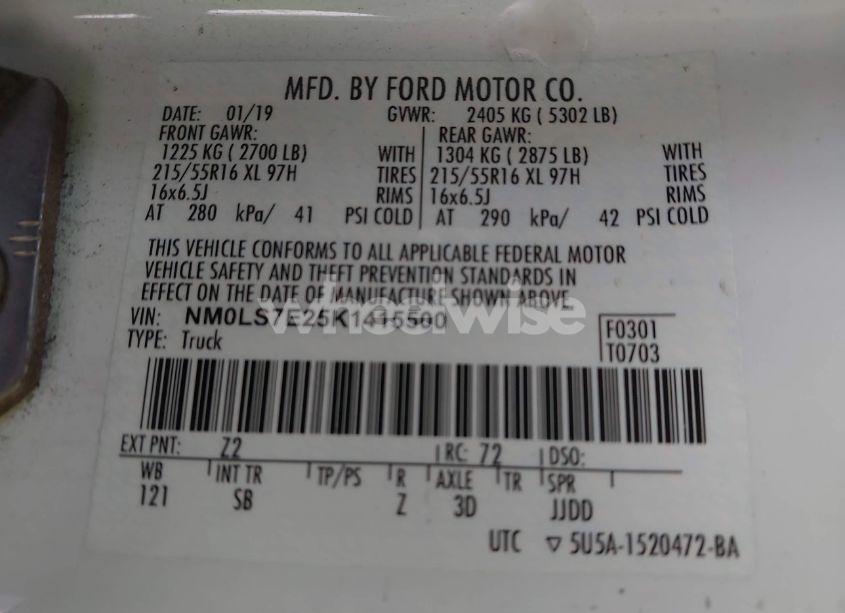 MFD. BY FORD MOTOR CO.
DATE: 01/19 GVWR: 2405 KG ( 5302 LB)
FRONT GAWR: REAR GAWR:
1225 KG ( 2700 LB) WITH 1304 KG ( 2875 LB) WITH
215/55R16 XL 97H TIRES 215/55R16 XL 97H TIRES
16x6.5J RIMS 16x6.5J RIMS
AT 280 kPa/ 41 PSI COLD AT 290 kPa/ 42 PSI COLD
THIS VEHICLE CONFORMS TO ALL APPLICABLE FEDERAL MOTOR
VEHICLE SAFETY AND THEFT PREVENTION STANDARDS IN
EFFECT ON THE DATE OF MANUFACTURE SHOWN ABOVE.
wheelwise
VIN: NM0LS7E25K1415500 F0301
TYPE: Truck T0703
EXT PNT: Z2 RC: 72 DSO:
WB INT TR TP/PS R AXLE TR SPR
121 SB Z 3D JJDD
UTC ▽ 5U5A-1520472-BA